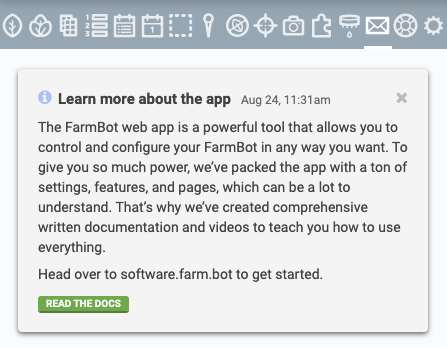 1
2
3
1
Learn more about the app Aug 24, 11:31am
The FarmBot web app is a powerful tool that allows you to
control and configure your FarmBot in any way you want. To
give you so much power, we've packed the app with a ton of
settings, features, and pages, which can be a lot to
understand. That's why we've created comprehensive
written documentation and videos to teach you how to use
everything.
Head over to software.farm.bot to get started.
READ THE DOCS